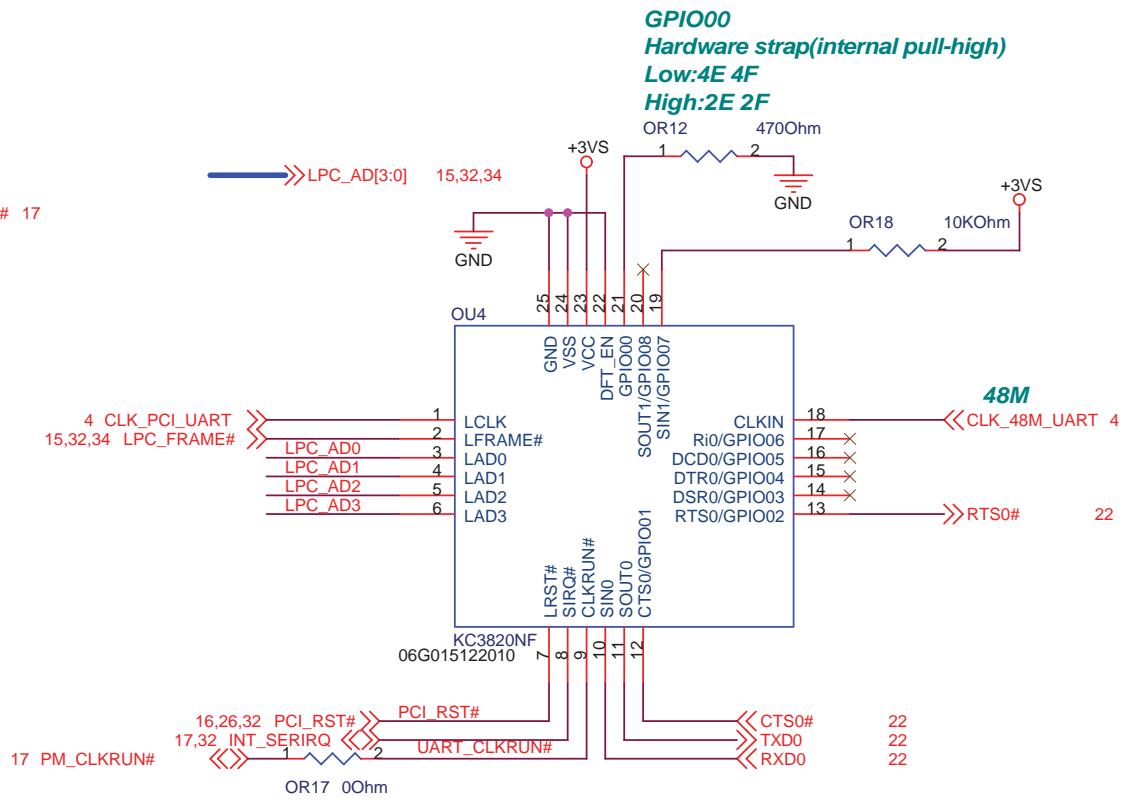 GPIO00
Hardware strap(internal pull-high)
Low:4E 4F
High:2E 2F
OR12 470Ohm
1 2
+3VS
GND
LPC_AD[3:0] 15,32,34
# 17
+3VS
OR18 10KOhm
1 2
GND
25 24 23 22 21 20 19
OU4
GND
VSS
VCC
DFT_EN
GPIO00
SOUT1/GPIO08
SIN1/GPIO07
48M
4 CLK_PCI_UART 1 LCLK
CLKIN 18 CLK_48M_UART 4
15,32,34 LPC_FRAME# 2 LFRAME#
Ri0/GPIO06 17
LPC_AD0 3 LAD0
DCD0/GPIO05 16
LPC_AD1 4 LAD1
DTR0/GPIO04 15
LPC_AD2 5 LAD2
DSR0/GPIO03 14
LPC_AD3 6 LAD3
RTS0/GPIO02 13 RTS0# 22
LRST#
SIRQ#
CLKRUN#
SIN0
SOUT0
CTS0/GPIO01
KC3820NF
06G015122010
7 8 9 10 11 12
16,26,32 PCI_RST# PCI_RST#
CTS0# 22
17,32 INT_SERIRQ
TXD0 22
17 PM_CLKRUN# 1 2 UART_CLKRUN#
RXD0 22
OR17 0Ohm